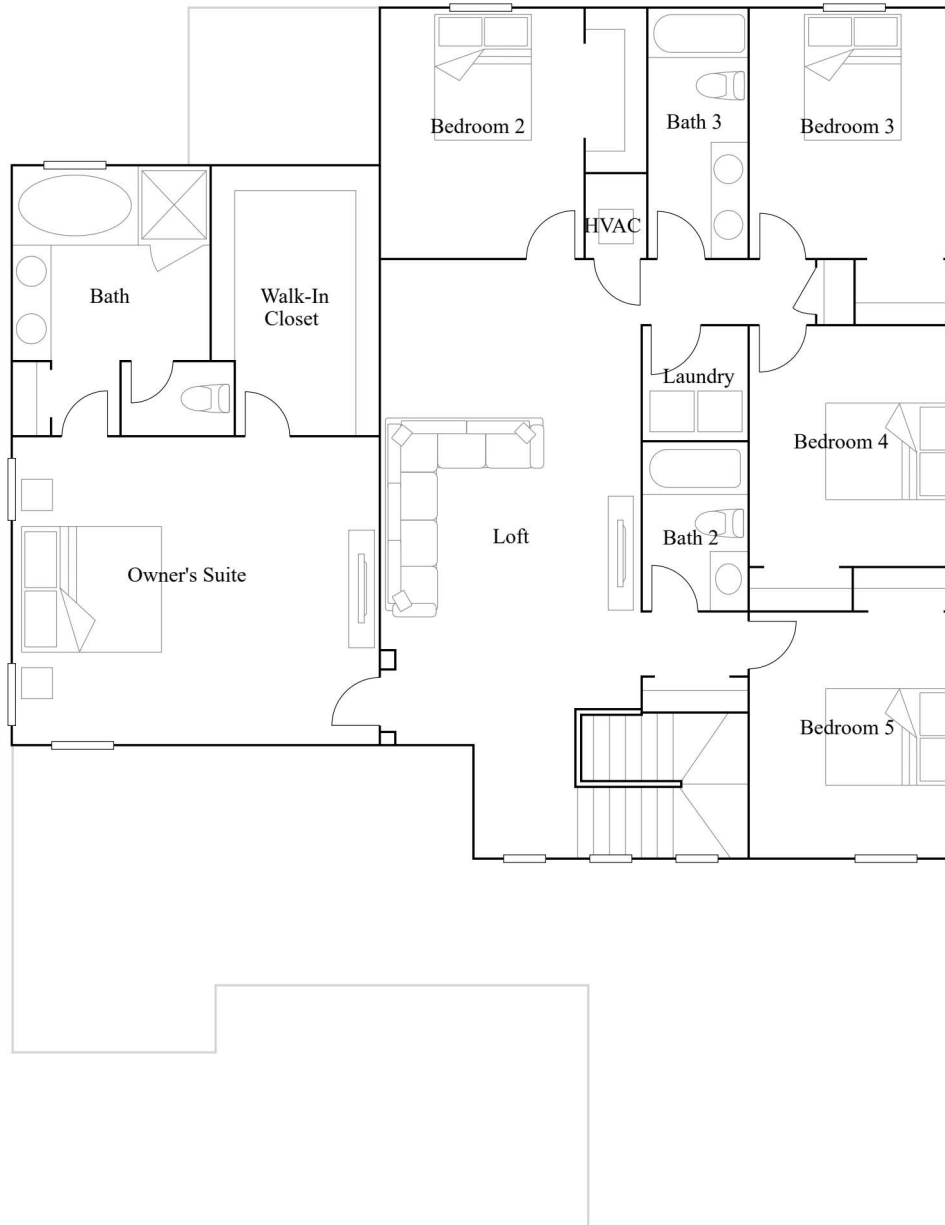 Bedroom 2
Bath 3
Bedroom 3
HVAC
Bath
Walk-In
Closet
Laundry
Bedroom 4
Loft
Bath 2
Owner's Suite
Bedroom 5